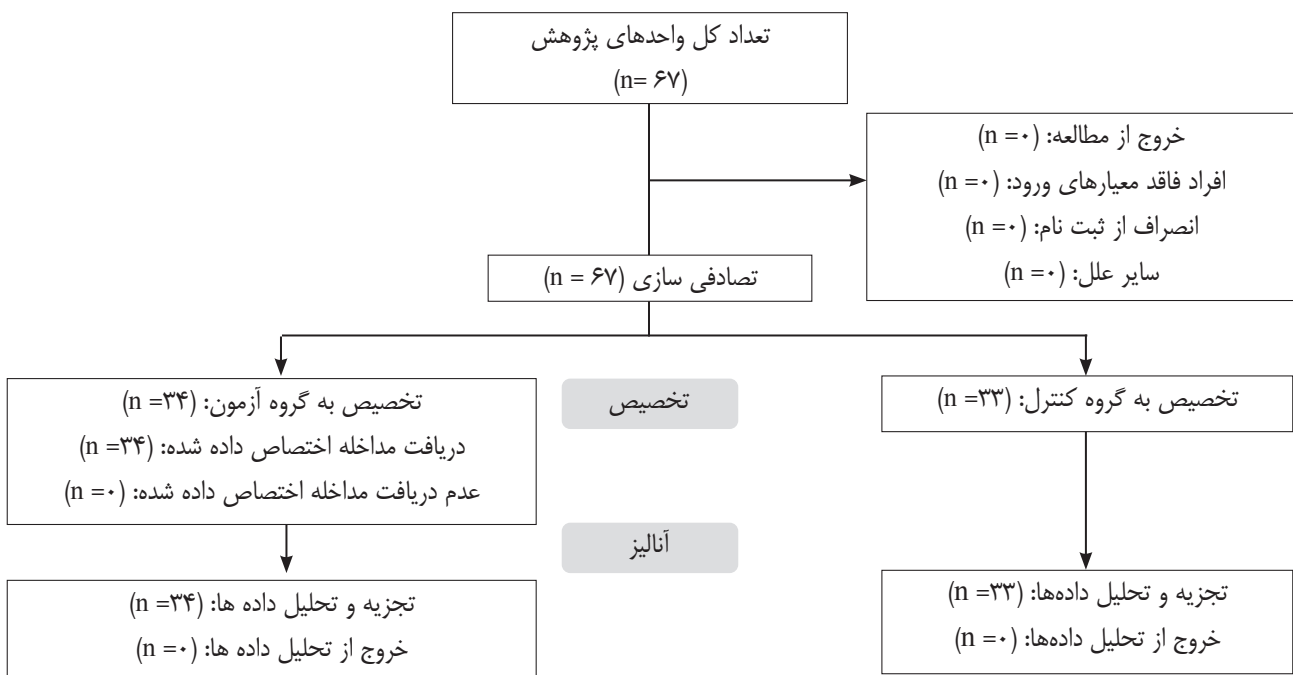 تعداد کل واحدهای پژوهش
(n= ۶۷)
خروج از مطالعه: (n =۰)
افراد فاقد معیارهای ورود: (n =۰)
انصراف از ثبت نام: (n =۰)
سایر علل: (n =۰)
تصادفی سازی (n = ۶۷)
تخصیص
تخصیص به گروه کنترل: (n =۳۳)
تخصیص به گروه آزمون: (n =۳۴)
دریافت مداخله اختصاص داده شده: (n =۳۴)
عدم دریافت مداخله اختصاص داده شده: (n =۰)
آنالیز
تجزیه و تحلیل داده‌ها: (n =۳۳)
خروج از تحلیل داده‌ها: (n =۰)
تجزیه و تحلیل داده ها: (n =۳۴)
خروج از تحلیل داده ها: (n =۰)